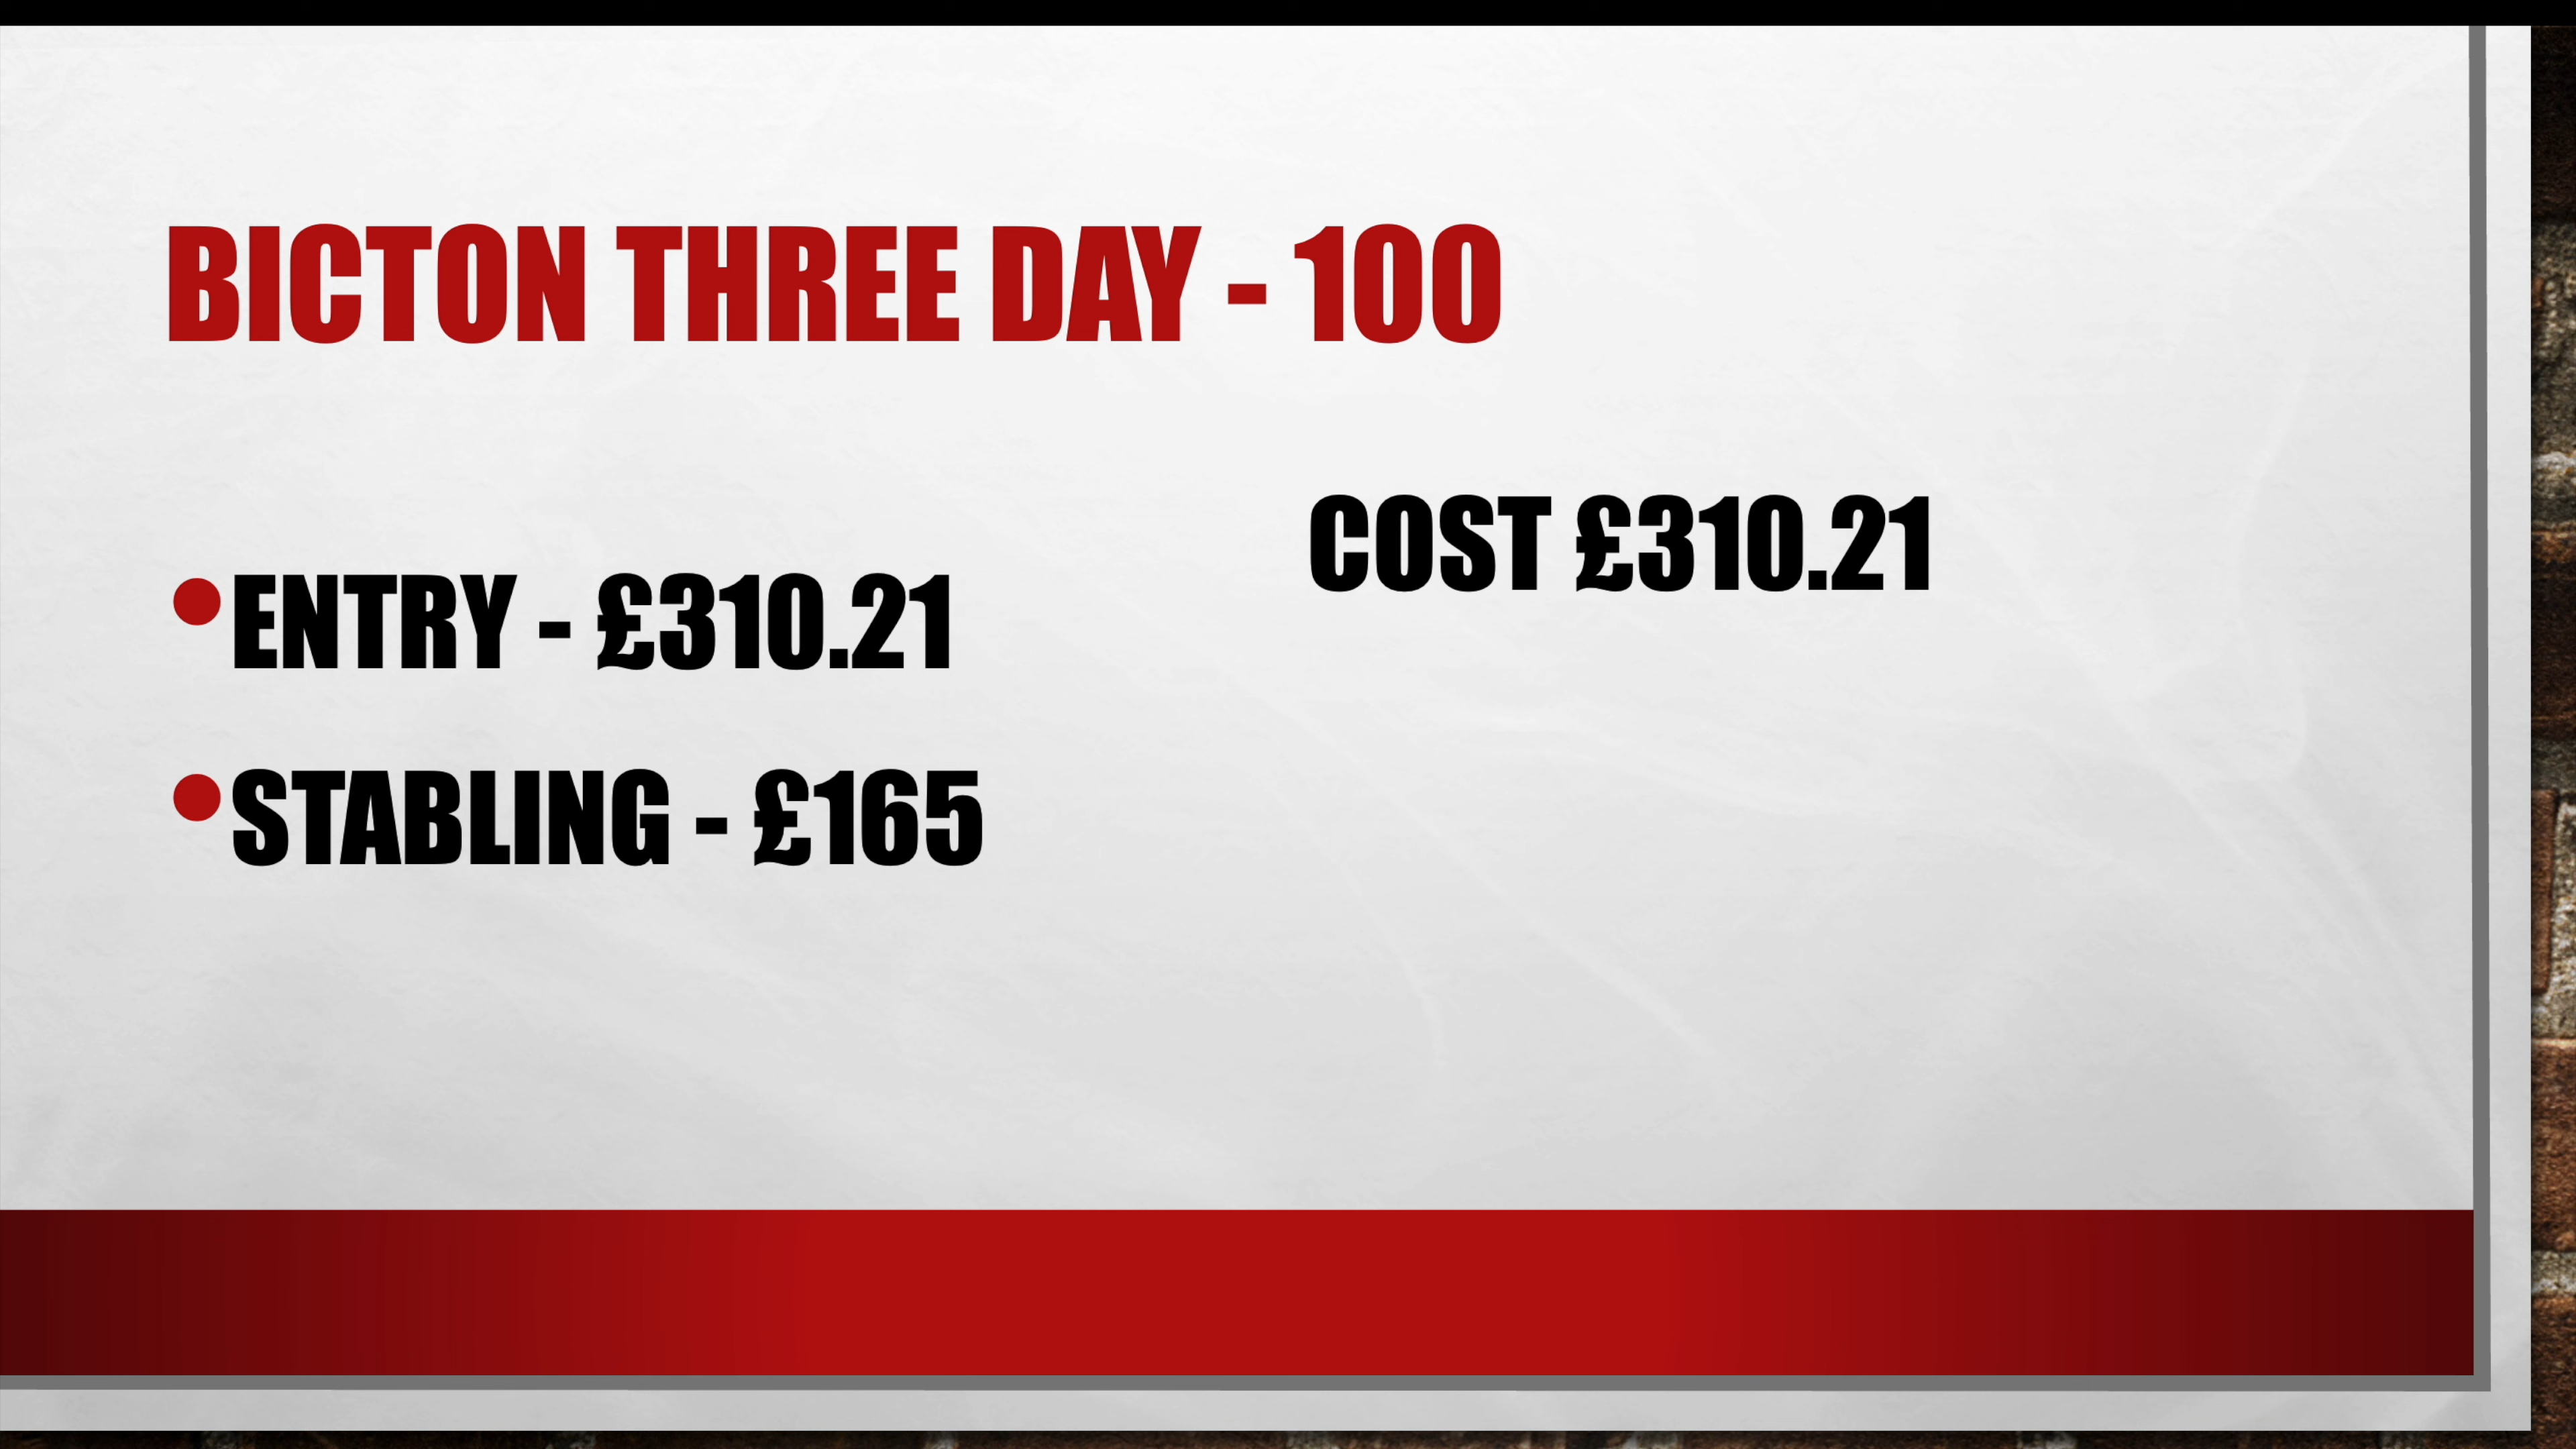 BICTON THREE DAY - 100
•ENTRY - £310.21
•STABLING - £165
COST £310.21